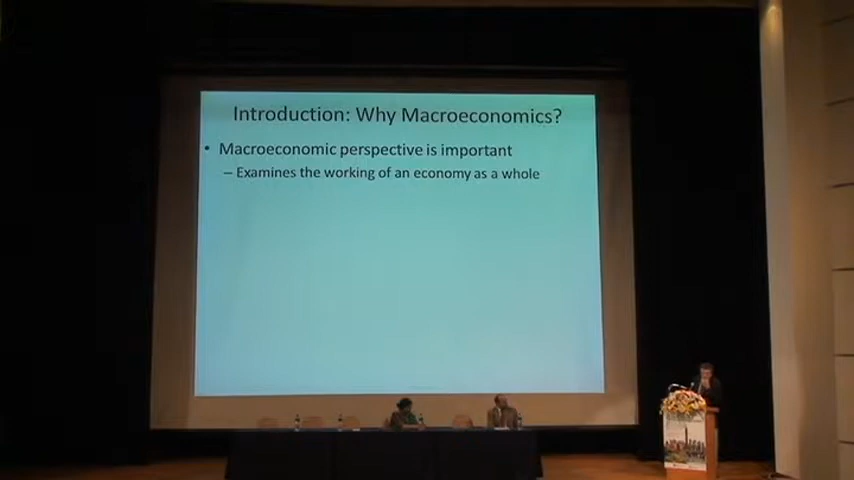 Introduction: Why Macroeconomics?
• Macroeconomic perspective is important
– Examines the working of an economy as a whole